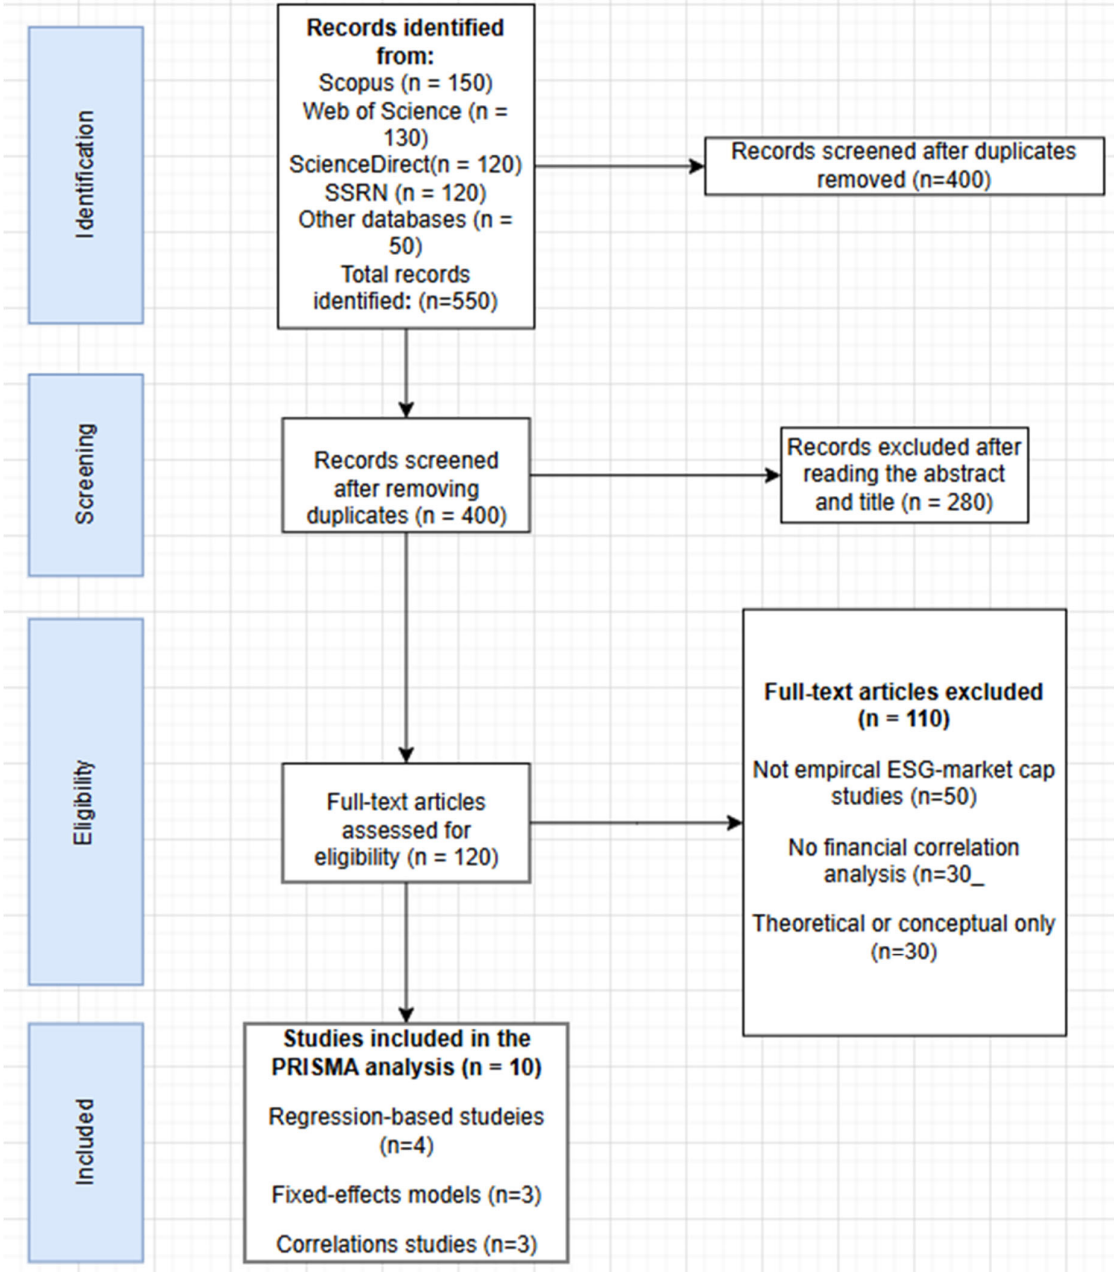 Identification
Records identified
from:
Scopus (n = 150)
Web of Science (n =
130)
ScienceDirect(n = 120)
SSRN (n = 120)
Other databases (n =
50)
Total records
identified: (n=550)
Records screened after duplicates
removed (n=400)
Screening
Records screened
after removing
duplicates (n = 400)
Records excluded after
reading the abstract
and title (n = 280)
Eligibility
Full-text articles
assessed for
eligibility (n = 120)
Full-text articles excluded
(n = 110)
Not empircal ESG-market cap
studies (n=50)
No financial correlation
analysis (n=30_
Theoretical or conceptual only
(n=30)
Included
Studies included in the
PRISMA analysis (n = 10)
Regression-based studeies
(n=4)
Fixed-effects models (n=3)
Correlations studies (n=3)